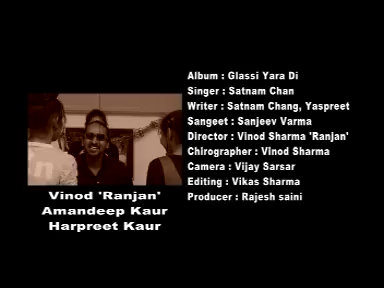 Album : Glassi Yara Di
Singer : Satnam Chan
Writer : Satnam Chang, Yaspreet
Sangeet : Sanjeev Varma
Director : Vinod Sharma 'Ranjan'
Chirographer : Vinod Sharma
Camera : Vijay Sarsar
Editing : Vikas Sharma
Producer : Rajesh saini
Vinod 'Ranjan'
Amandeep Kaur
Harpreet Kaur